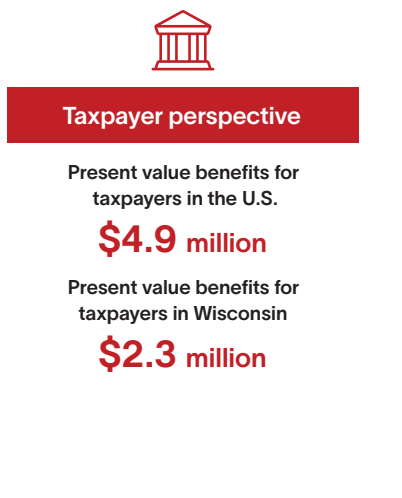 Taxpayer perspective
Present value benefits for
taxpayers in the U.S.
$4.9 million
Present value benefits for
taxpayers in Wisconsin
$2.3 million